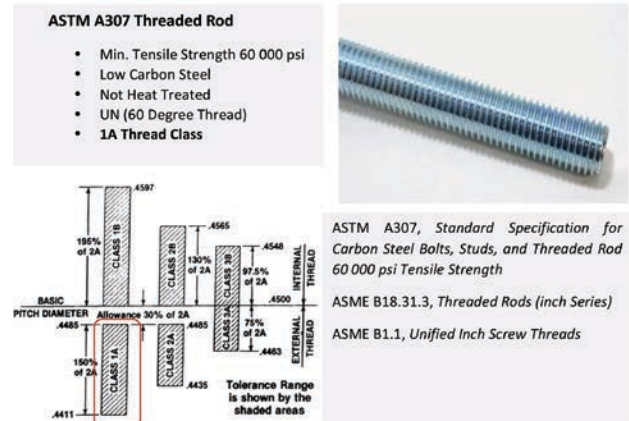 ASTM A307 Threaded Rod
• Min. Tensile Strength 60 000 psi
• Low Carbon Steel
• Not Heat Treated
• UN (60 Degree Thread)
• 1A Thread Class
.4597
195%
of 2A
CLASS 1B
.4565
CLASS 2B
130%
of 2A
.4548
CLASS 3B
97.5%
of 2A
INTERNAL
THREAD
BASIC
.4500
PITCH DIAMETER
Allowance 30% of 2A
.4485
.4485
CLASS 3A
75%
of 2A
EXTERNAL
THREAD
.4463
150%
of 2A
CLASS 1A
CLASS 2A
.4435
.4411
Tolerance Range
is shown by the
shaded areas
ASTM A307, Standard Specification for
Carbon Steel Bolts, Studs, and Threaded Rod
60 000 psi Tensile Strength
ASME B18.31.3, Threaded Rods (inch Series)
ASME B1.1, Unified Inch Screw Threads